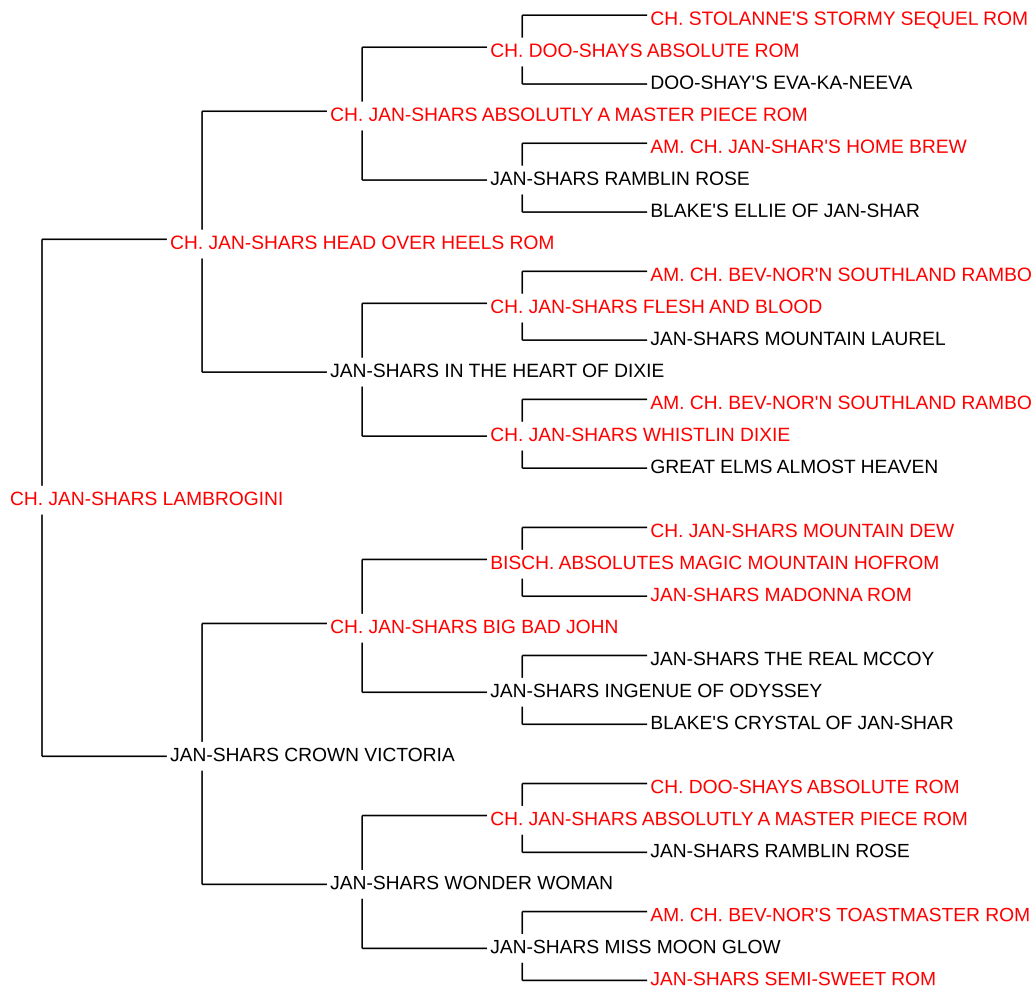 CH. STOLANNE'S STORMY SEQUEL ROM
CH. DOO-SHAYS ABSOLUTE ROM
DOO-SHAY'S EVA-KA-NEEVA
CH. JAN-SHARS ABSOLUTLY A MASTER PIECE ROM
AM. CH. JAN-SHAR'S HOME BREW
JAN-SHARS RAMBLIN ROSE
BLAKE'S ELLIE OF JAN-SHAR
CH. JAN-SHARS HEAD OVER HEELS ROM
AM. CH. BEV-NOR'N SOUTHLAND RAMBO
CH. JAN-SHARS FLESH AND BLOOD
JAN-SHARS MOUNTAIN LAUREL
JAN-SHARS IN THE HEART OF DIXIE
AM. CH. BEV-NOR'N SOUTHLAND RAMBO
CH. JAN-SHARS WHISTLIN DIXIE
GREAT ELMS ALMOST HEAVEN
CH. JAN-SHARS LAMBROGINI
CH. JAN-SHARS MOUNTAIN DEW
BISCH. ABSOLUTES MAGIC MOUNTAIN HOFROM
JAN-SHARS MADONNA ROM
CH. JAN-SHARS BIG BAD JOHN
JAN-SHARS THE REAL MCCOY
JAN-SHARS INGENUE OF ODYSSEY
BLAKE'S CRYSTAL OF JAN-SHAR
JAN-SHARS CROWN VICTORIA
CH. DOO-SHAYS ABSOLUTE ROM
CH. JAN-SHARS ABSOLUTLY A MASTER PIECE ROM
JAN-SHARS RAMBLIN ROSE
JAN-SHARS WONDER WOMAN
AM. CH. BEV-NOR'S TOASTMASTER ROM
JAN-SHARS MISS MOON GLOW
JAN-SHARS SEMI-SWEET ROM